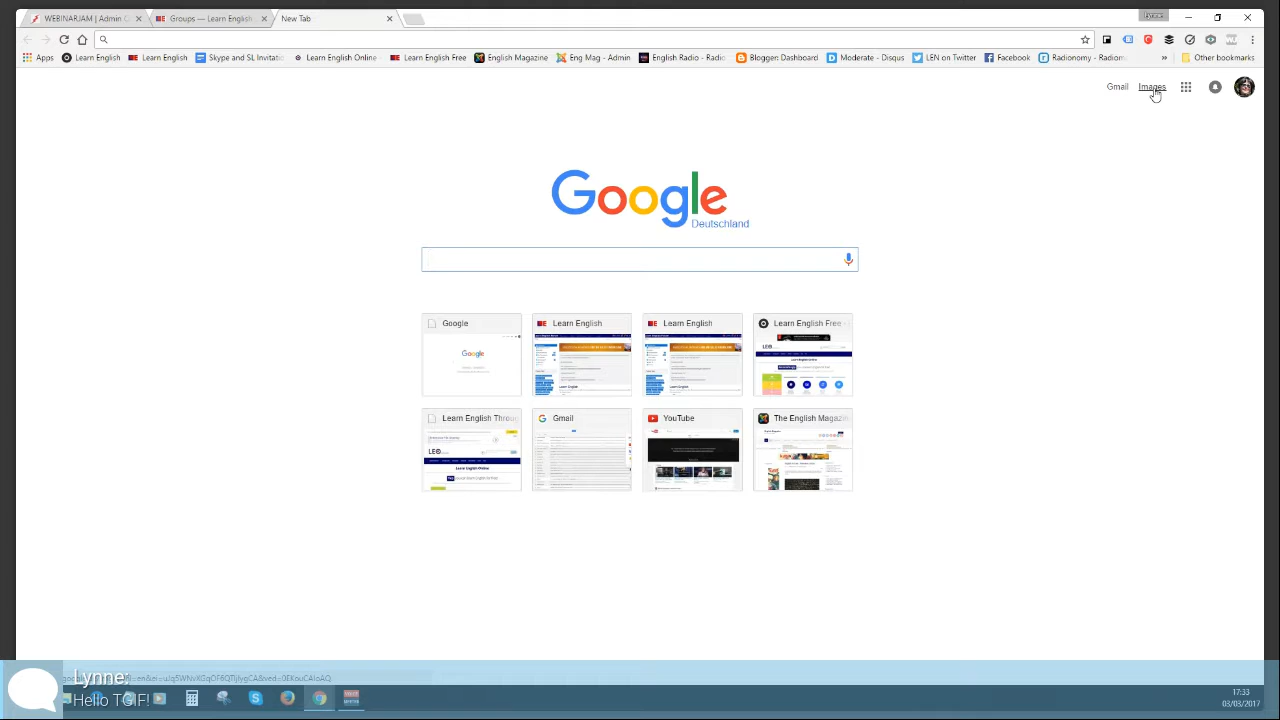 WEBINARJAM | Admin
Groups — Learn English
New Tab
Lynne
Apps
Learn English
Learn English
Skype and SL Invitatio
Learn English Online -
Learn English Free
English Magazine
Eng Mag - Admin
English Radio - Radio
Blogger: Dashboard
Moderate - Disqus
LEN on Twitter
Facebook
Radionomy - Radiom
»
Other bookmarks
Gmail
Images
Google
Deutschland
Google
Learn English
Learn English
Learn English Free -
Learn English Throu
Gmail
YouTube
The English Magazin
Lynne
Hello TGIF!
17:33
03/03/2017